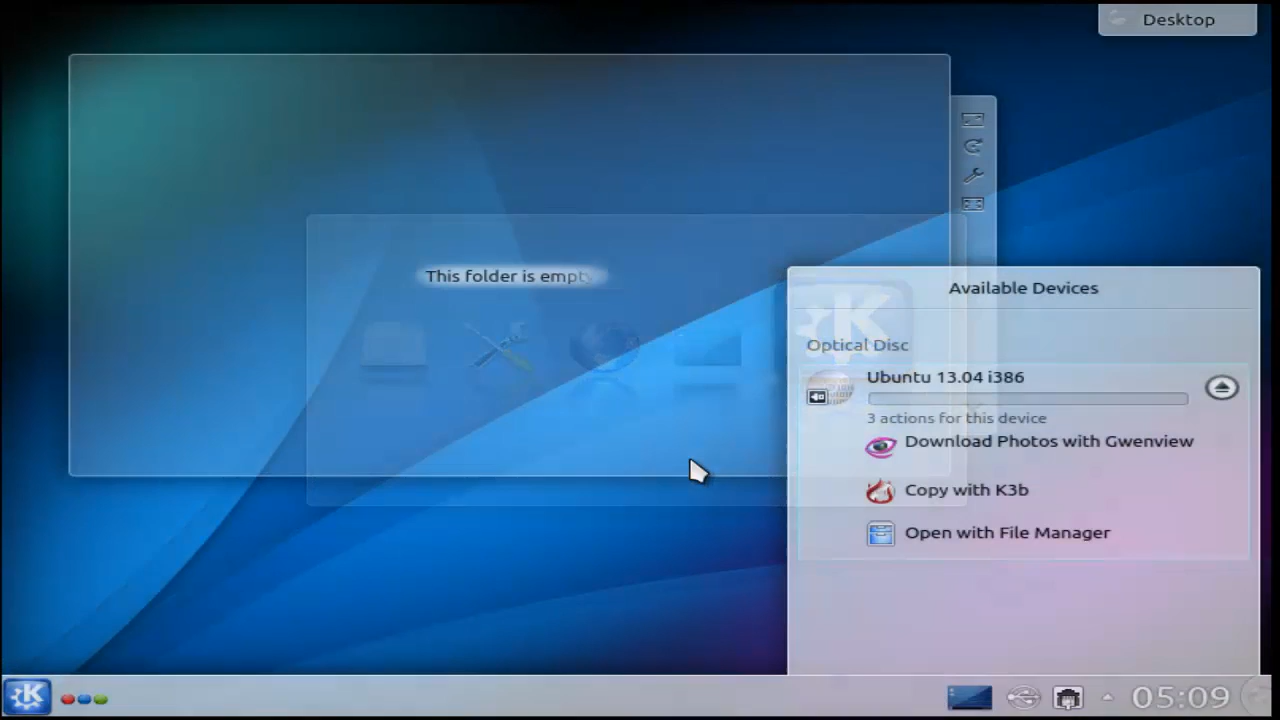 Desktop
This folder is empty
Available Devices
Optical Disc
Ubuntu 13.04 i386
3 actions for this device
Download Photos with Gwenview
Copy with K3b
Open with File Manager
05:09